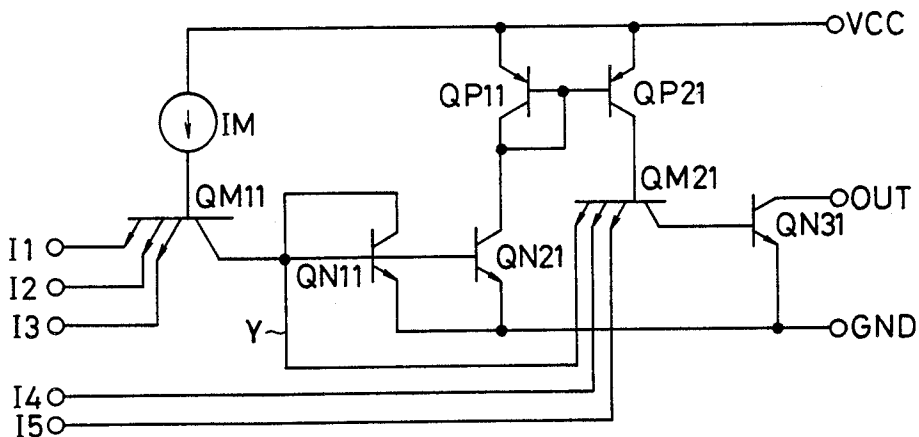 VCC
QP11
QP21
IM
QM11
QM21
OUT
I1
QN11
QN21
QN31
I2
I3
Y
GND
I4
I5